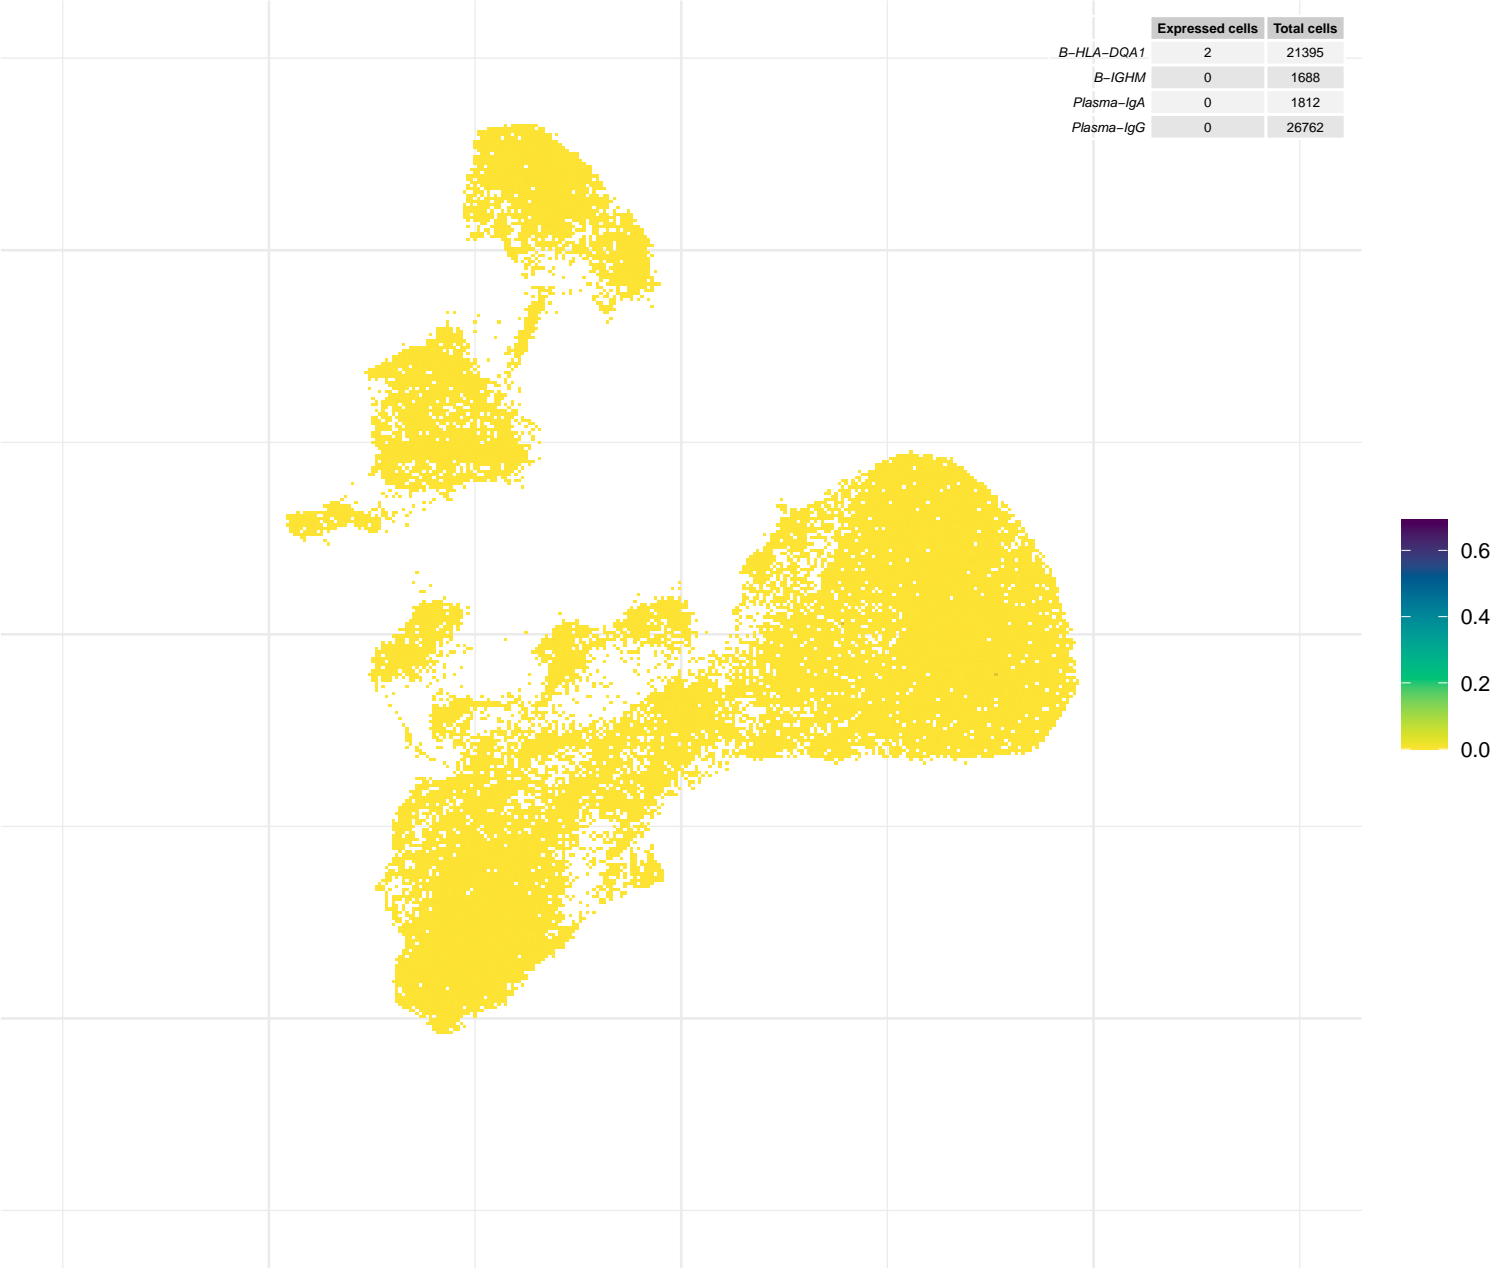 Expressed cells Total cells
B−HLA−DQA1 2 21395
B−IGHM 0 1688
Plasma−IgA 0 1812
Plasma−IgG 0 26762
0.6
0.4
0.2
0.0